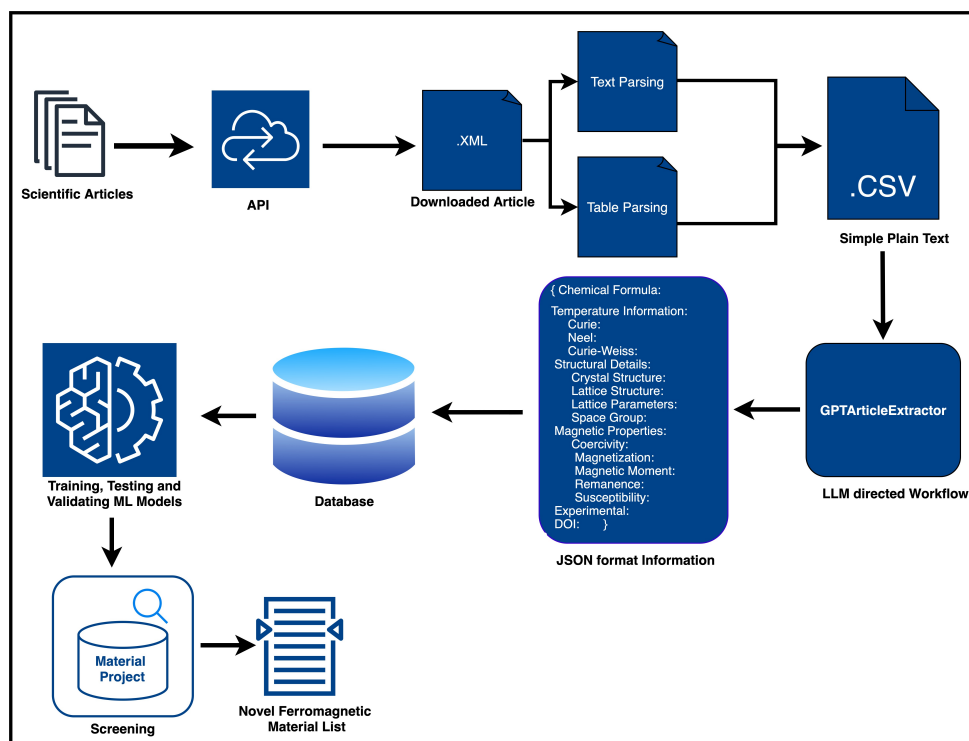 Scientific Articles
API
.XML
Downloaded Article
Text Parsing
Table Parsing
.CSV
Simple Plain Text
GPTArticleExtractor
LLM directed Workflow
{ Chemical Formula:
Temperature Information:
Curie:
Neel:
Curie-Weiss:
Structural Details:
Crystal Structure:
Lattice Structure:
Lattice Parameters:
Space Group:
Magnetic Properties:
Coercivity:
Magnetization:
Magnetic Moment:
Remanence:
Susceptibility:
Experimental:
DOI: }
JSON format Information
Database
Training, Testing and
Validating ML Models
Material
Project
Screening
Novel Ferromagnetic
Material List